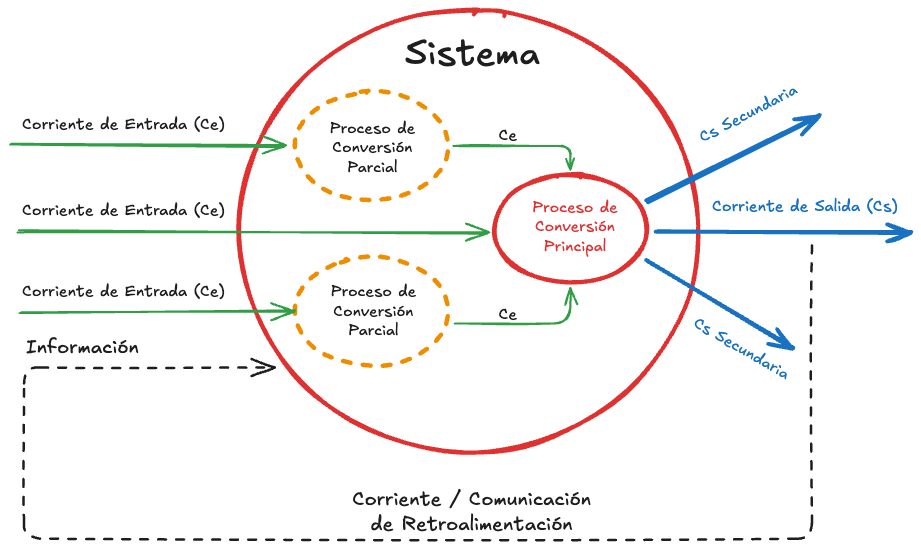 Sistema
Corriente de Entrada (Ce)
Proceso de
Conversión
Parcial
Ce
Cs Secundaria
Corriente de Entrada (Ce)
Proceso de
Conversión
Principal
Corriente de Salida (Cs)
Corriente de Entrada (Ce)
Proceso de
Conversión
Parcial
Ce
Cs Secundaria
Información
Corriente / Comunicación
de Retroalimentación